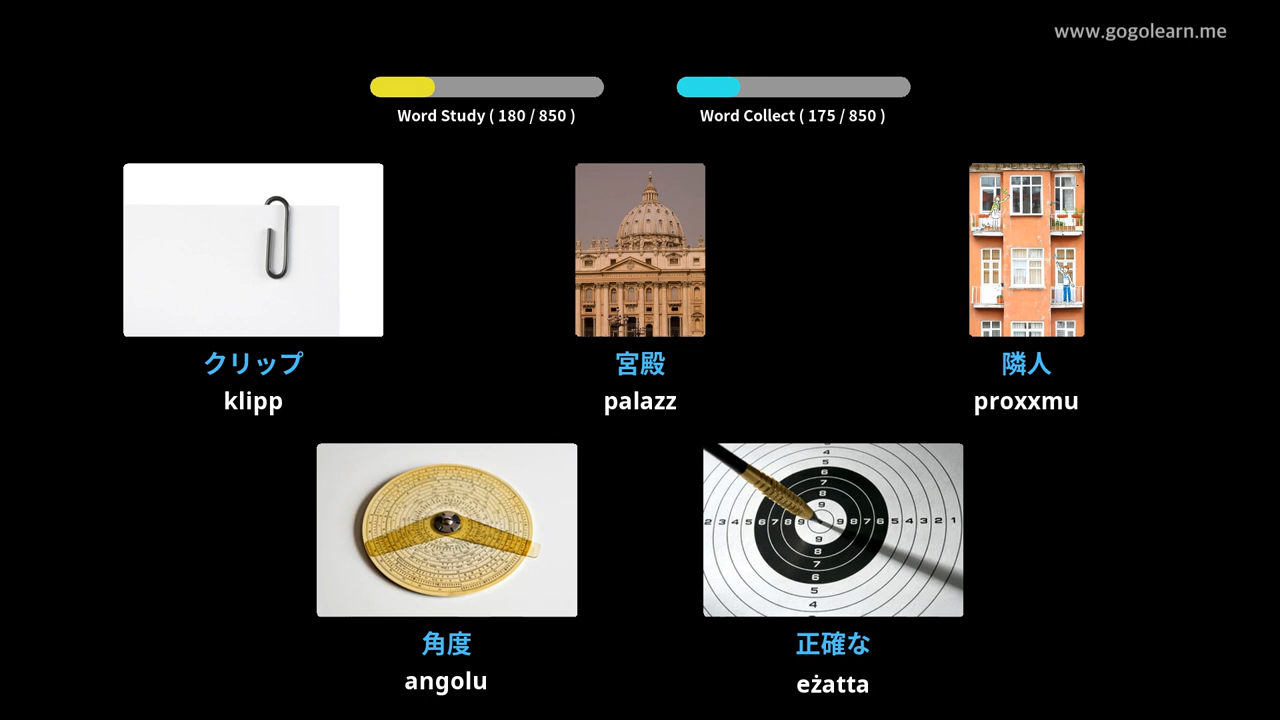 www.gogolearn.me
Word Study ( 180 / 850 )
Word Collect ( 175 / 850 )
クリップ
klipp
宮殿
palazz
隣人
proxxmu
角度
angolu
正確な
eżatta